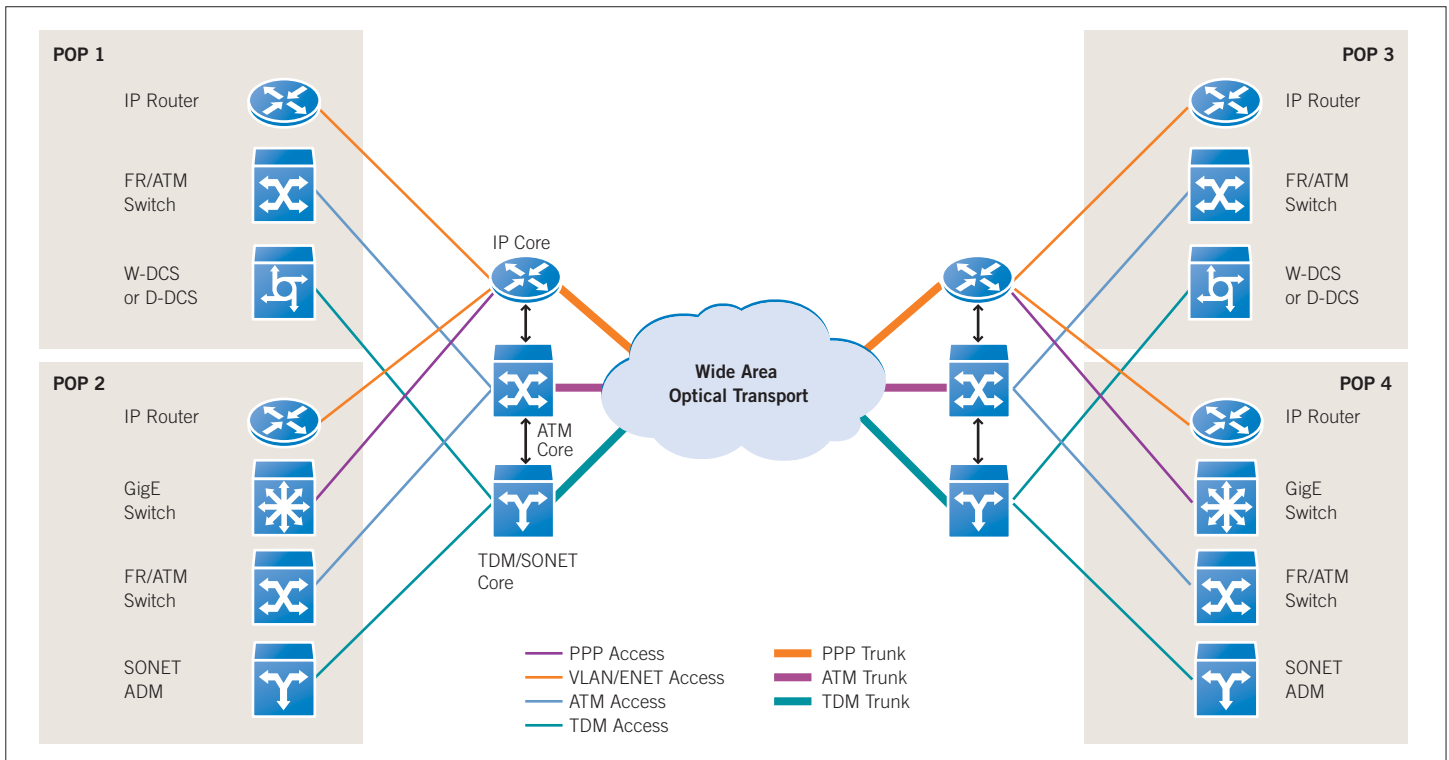 POP 1
IP Router
FR/ATM
Switch
W-DCS
or D-DCS
POP 2
IP Router
GigE
Switch
FR/ATM
Switch
SONET
ADM
IP Core
ATM
Core
TDM/SONET
Core
Wide Area
Optical Transport
POP 3
IP Router
FR/ATM
Switch
W-DCS
or D-DCS
POP 4
IP Router
GigE
Switch
FR/ATM
Switch
SONET
ADM
PPP Access
VLAN/ENET Access
ATM Access
TDM Access
PPP Trunk
ATM Trunk
TDM Trunk